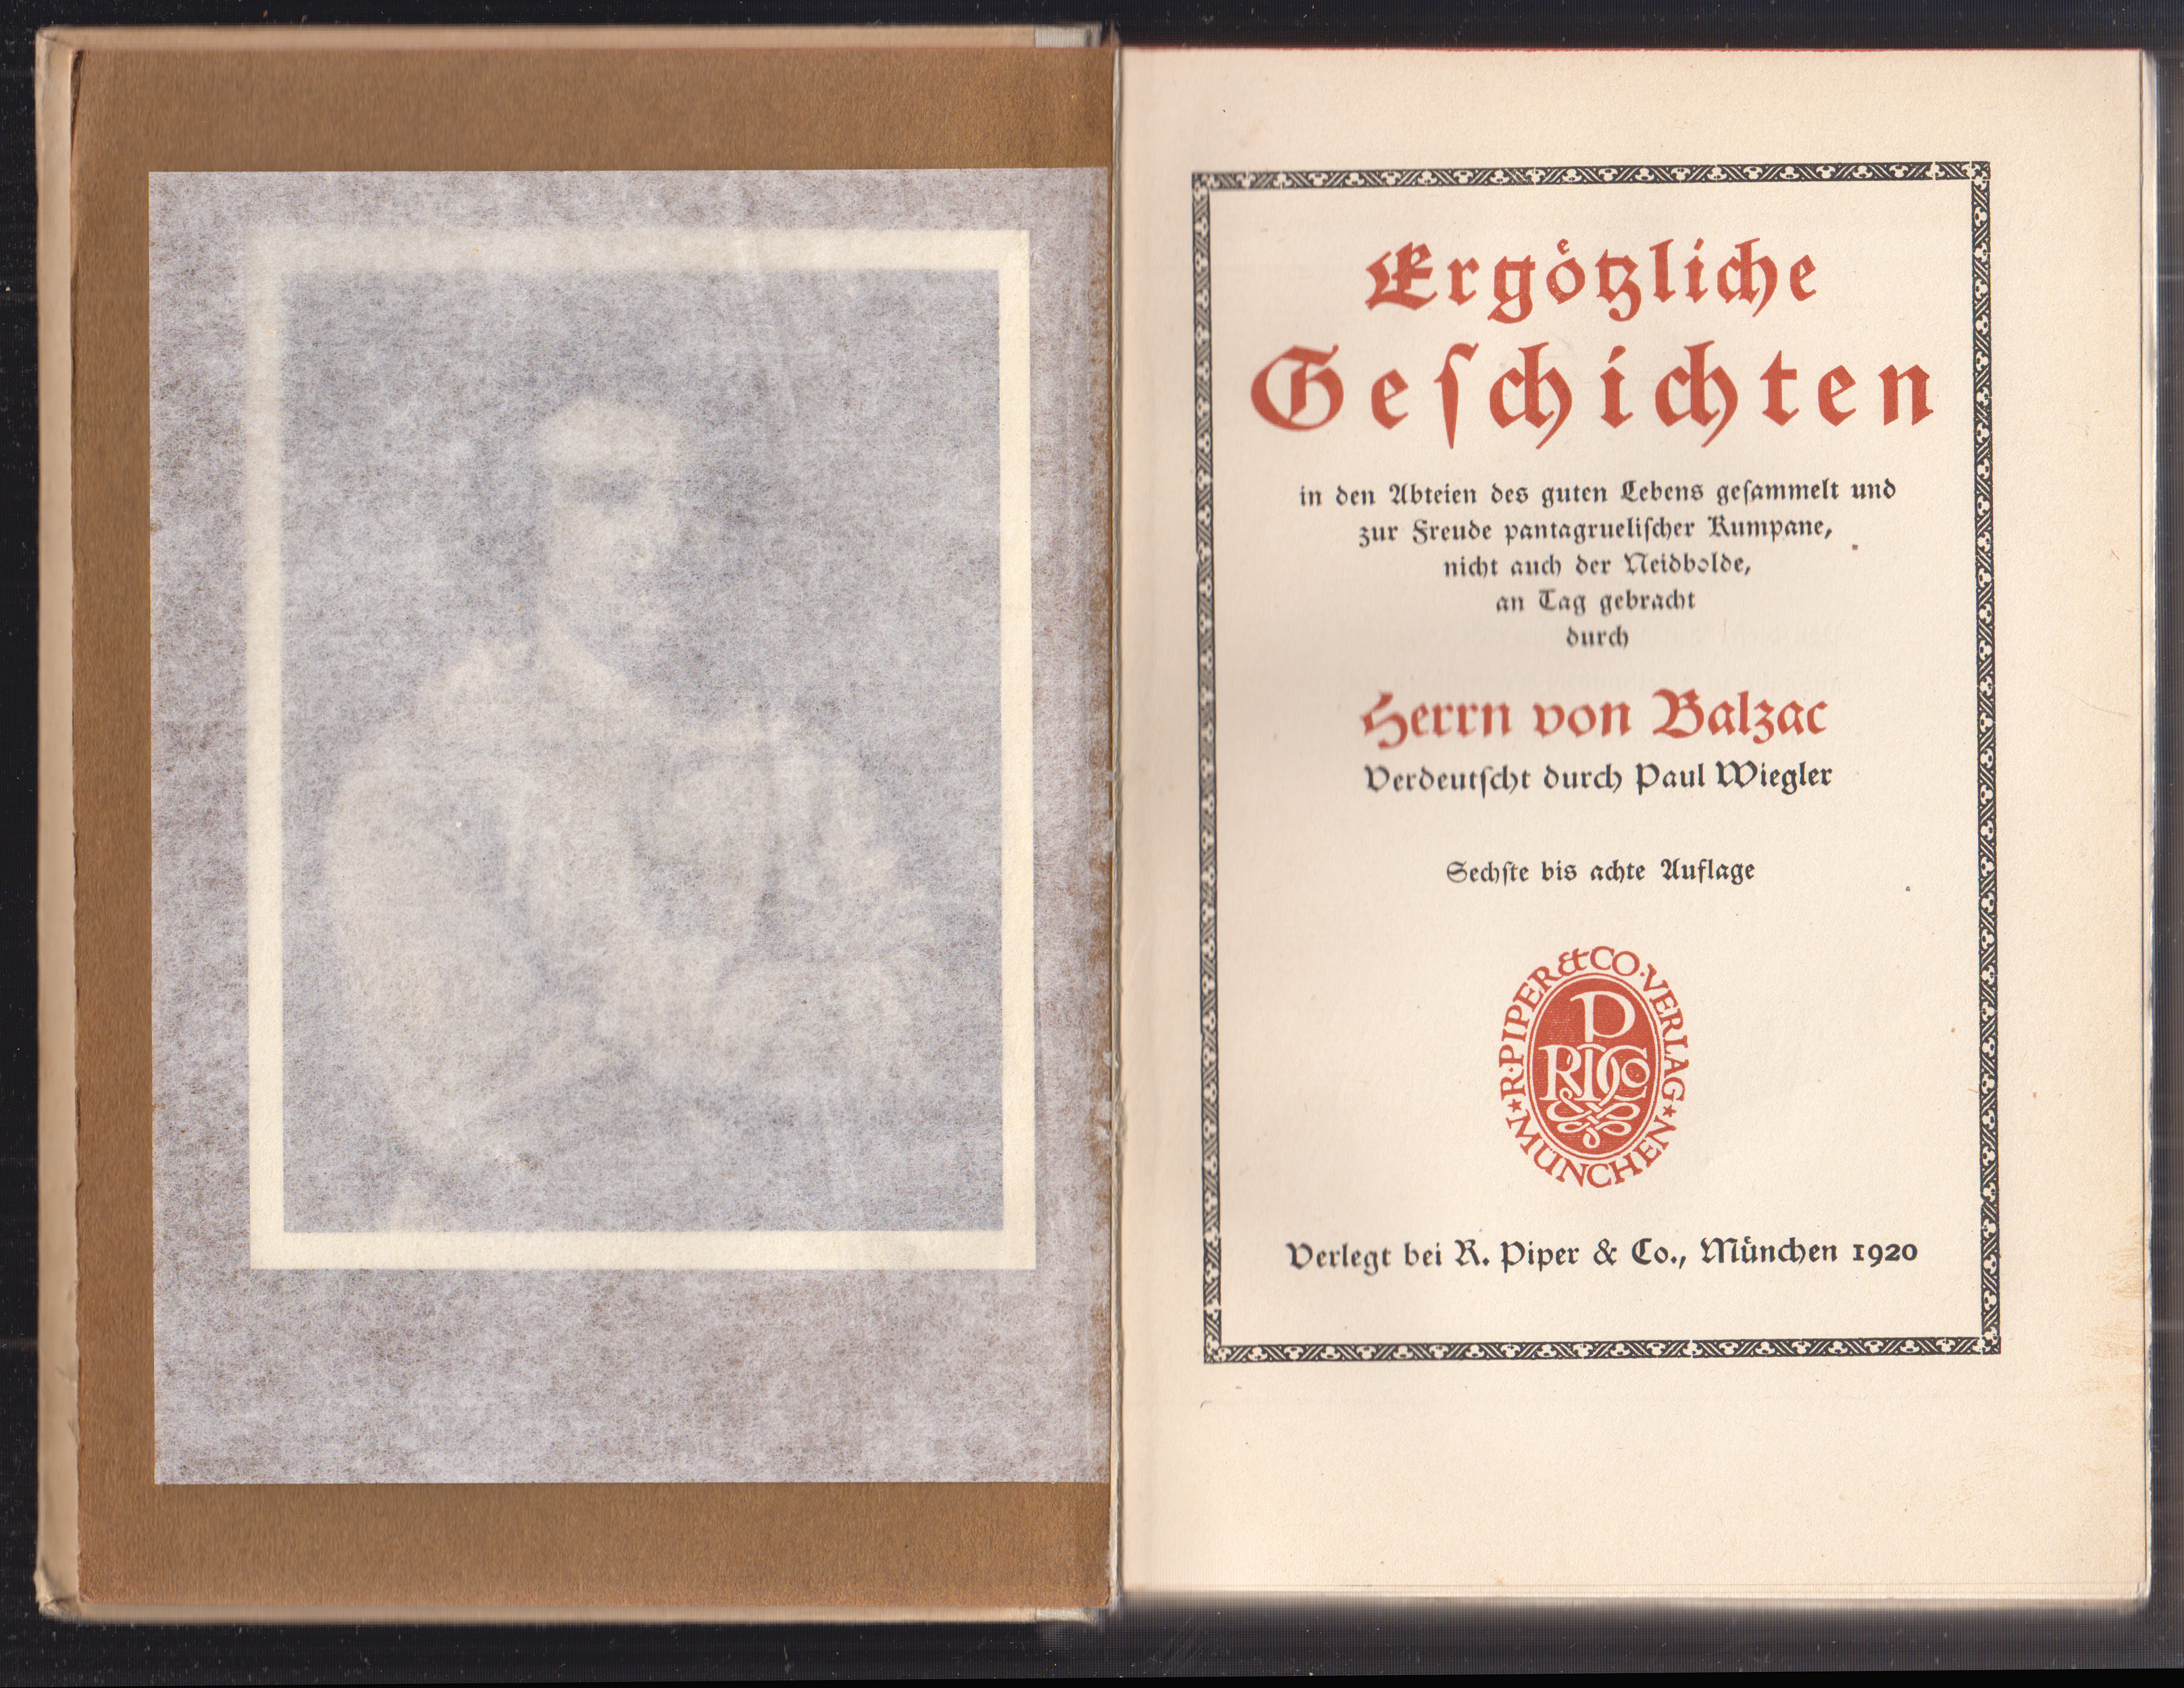 Ergötzliche
Geſchichten
in den Abteien des guten Lebens geſammelt und
zur Freude pantagrueliſcher Kumpane,
nicht auch der Neidbolde,
an Tag gebracht
durch
Herrn von Balzac
Verdeutſcht durch Paul Wiegler
Sechſte bis achte Auflage
★ R·PIPER & CO·VERLAG ★ MÜNCHEN
P
R P & Co
Verlegt bei R. Piper & Co., München 1920